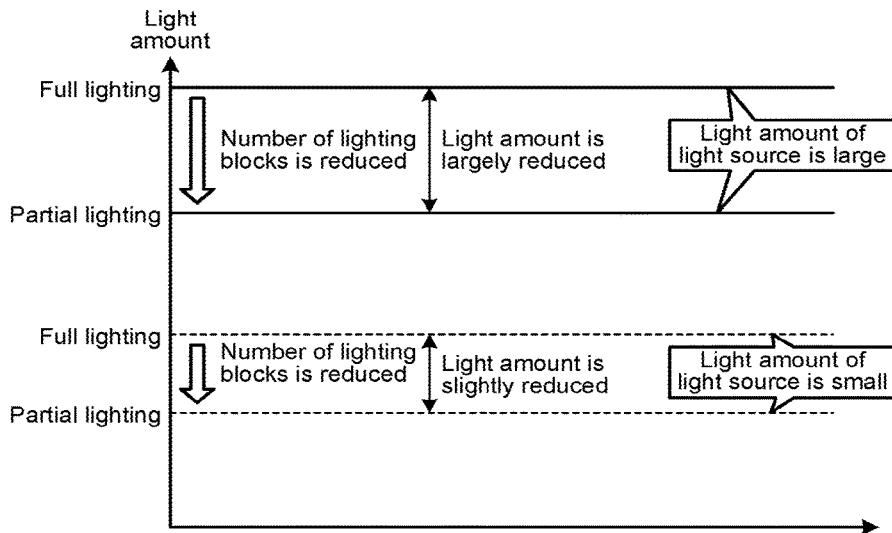 Light
amount
Full lighting
Number of lighting
blocks is reduced
Light amount is
largely reduced
Light amount of
light source is large
Partial lighting
Full lighting
Number of lighting
blocks is reduced
Light amount is
slightly reduced
Light amount of
light source is small
Partial lighting